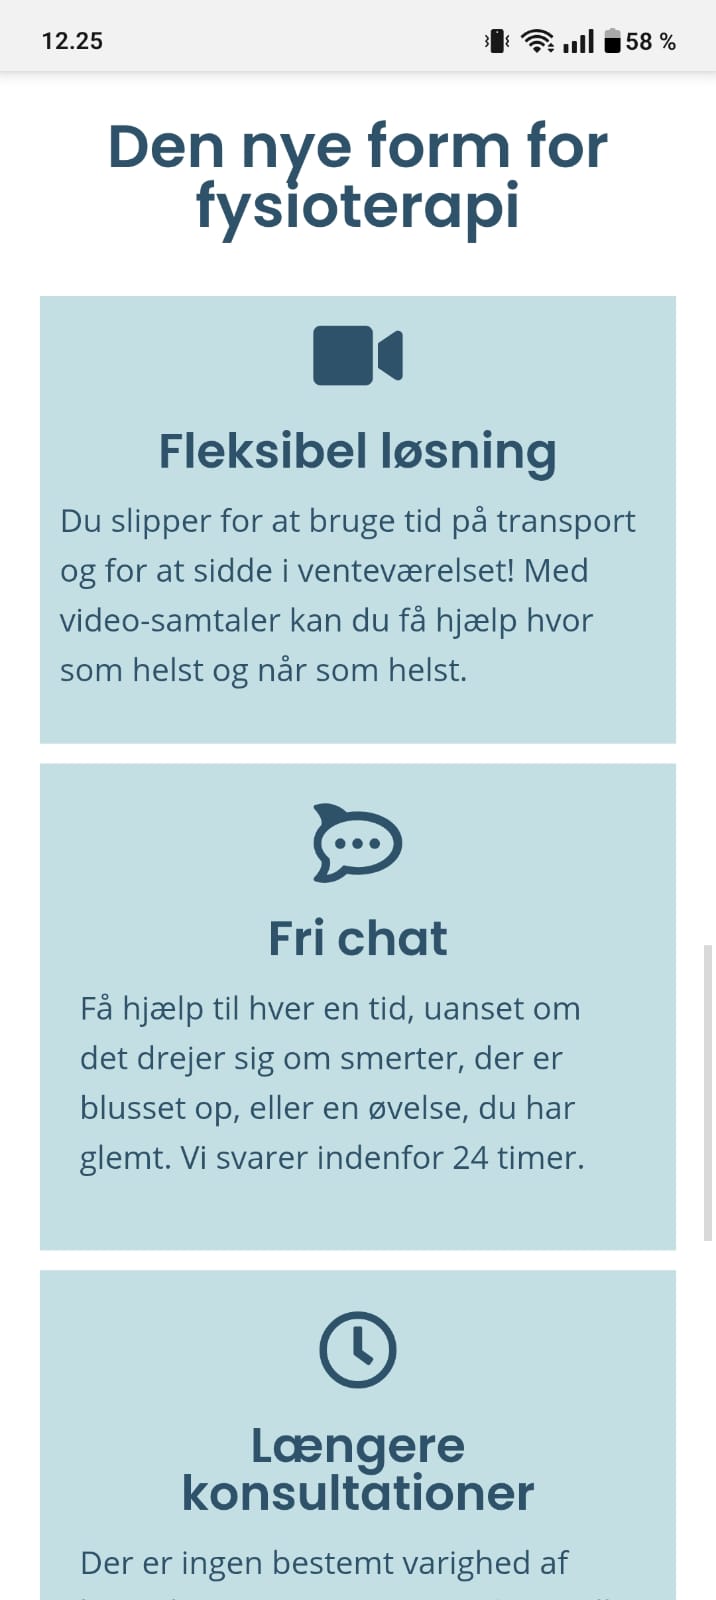 12.25
58 %
Den nye form for
fysioterapi
Fleksibel løsning
Du slipper for at bruge tid på transport
og for at sidde i venteværelset! Med
video-samtaler kan du få hjælp hvor
som helst og når som helst.
Fri chat
Få hjælp til hver en tid, uanset om
det drejer sig om smerter, der er
blusset op, eller en øvelse, du har
glemt. Vi svarer indenfor 24 timer.
Længere
konsultationer
Der er ingen bestemt varighed af